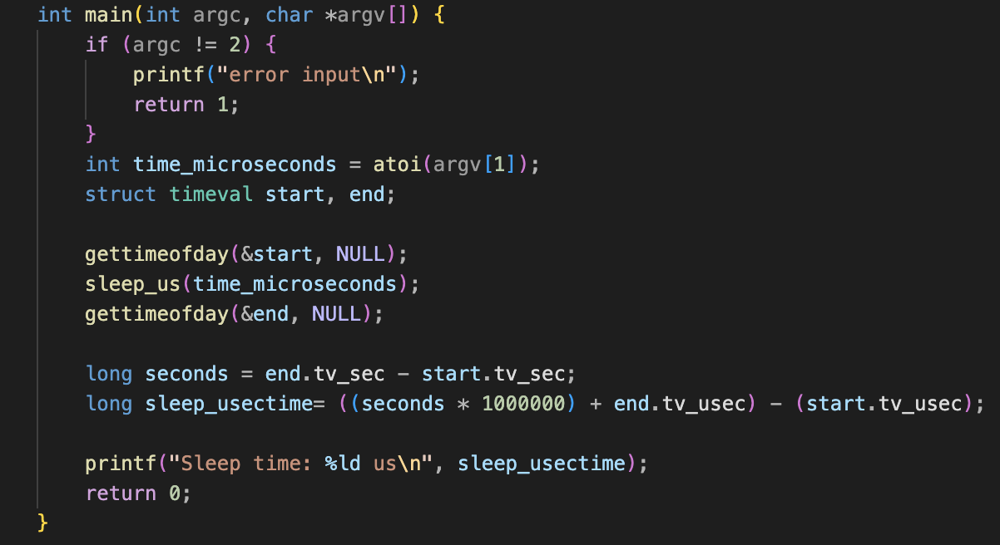 int main(int argc, char *argv[]) {
if (argc != 2) {
printf("error input\n");
return 1;
}
int time_microseconds = atoi(argv[1]);
struct timeval start, end;
gettimeofday(&start, NULL);
sleep_us(time_microseconds);
gettimeofday(&end, NULL);
long seconds = end.tv_sec - start.tv_sec;
long sleep_usectime= ((seconds * 1000000) + end.tv_usec) - (start.tv_usec);
printf("Sleep time: %ld us\n", sleep_usectime);
return 0;
}